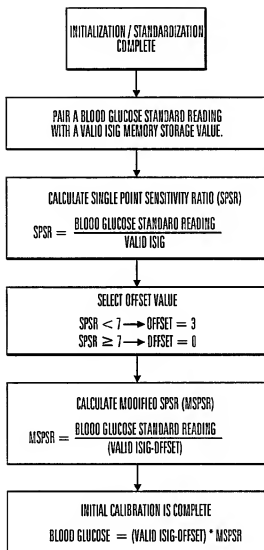 INITIALIZATION / STANDARDIZATION
COMPLETE
PAIR A BLOOD GLUCOSE STANDARD READING
WITH A VALID ISIG MEMORY STORAGE VALUE.
CALCULATE SINGLE POINT SENSITIVITY RATIO (SPSR)
SPSR = BLOOD GLUCOSE STANDARD READING
VALID ISIG
SELECT OFFSET VALUE
SPSR < 7 → OFFSET = 3
SPSR ≥ 7 → OFFSET = 0
CALCULATE MODIFIED SPSR (MSPSR)
MSPSR = BLOOD GLUCOSE STANDARD READING
(VALID ISIG-OFFSET)
INITIAL CALIBRATION IS COMPLETE
BLOOD GLUCOSE = (VALID ISIG-OFFSET) * MSPSR